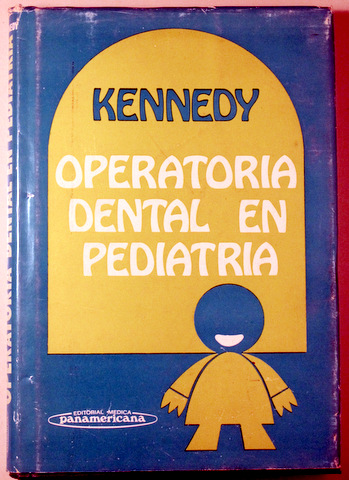 KENNEDY
OPERATORIA
DENTAL EN
PEDIATRIA
EDITORIAL MEDICA
panamericana
OPERATORIA DENTAL EN PEDIATRIA